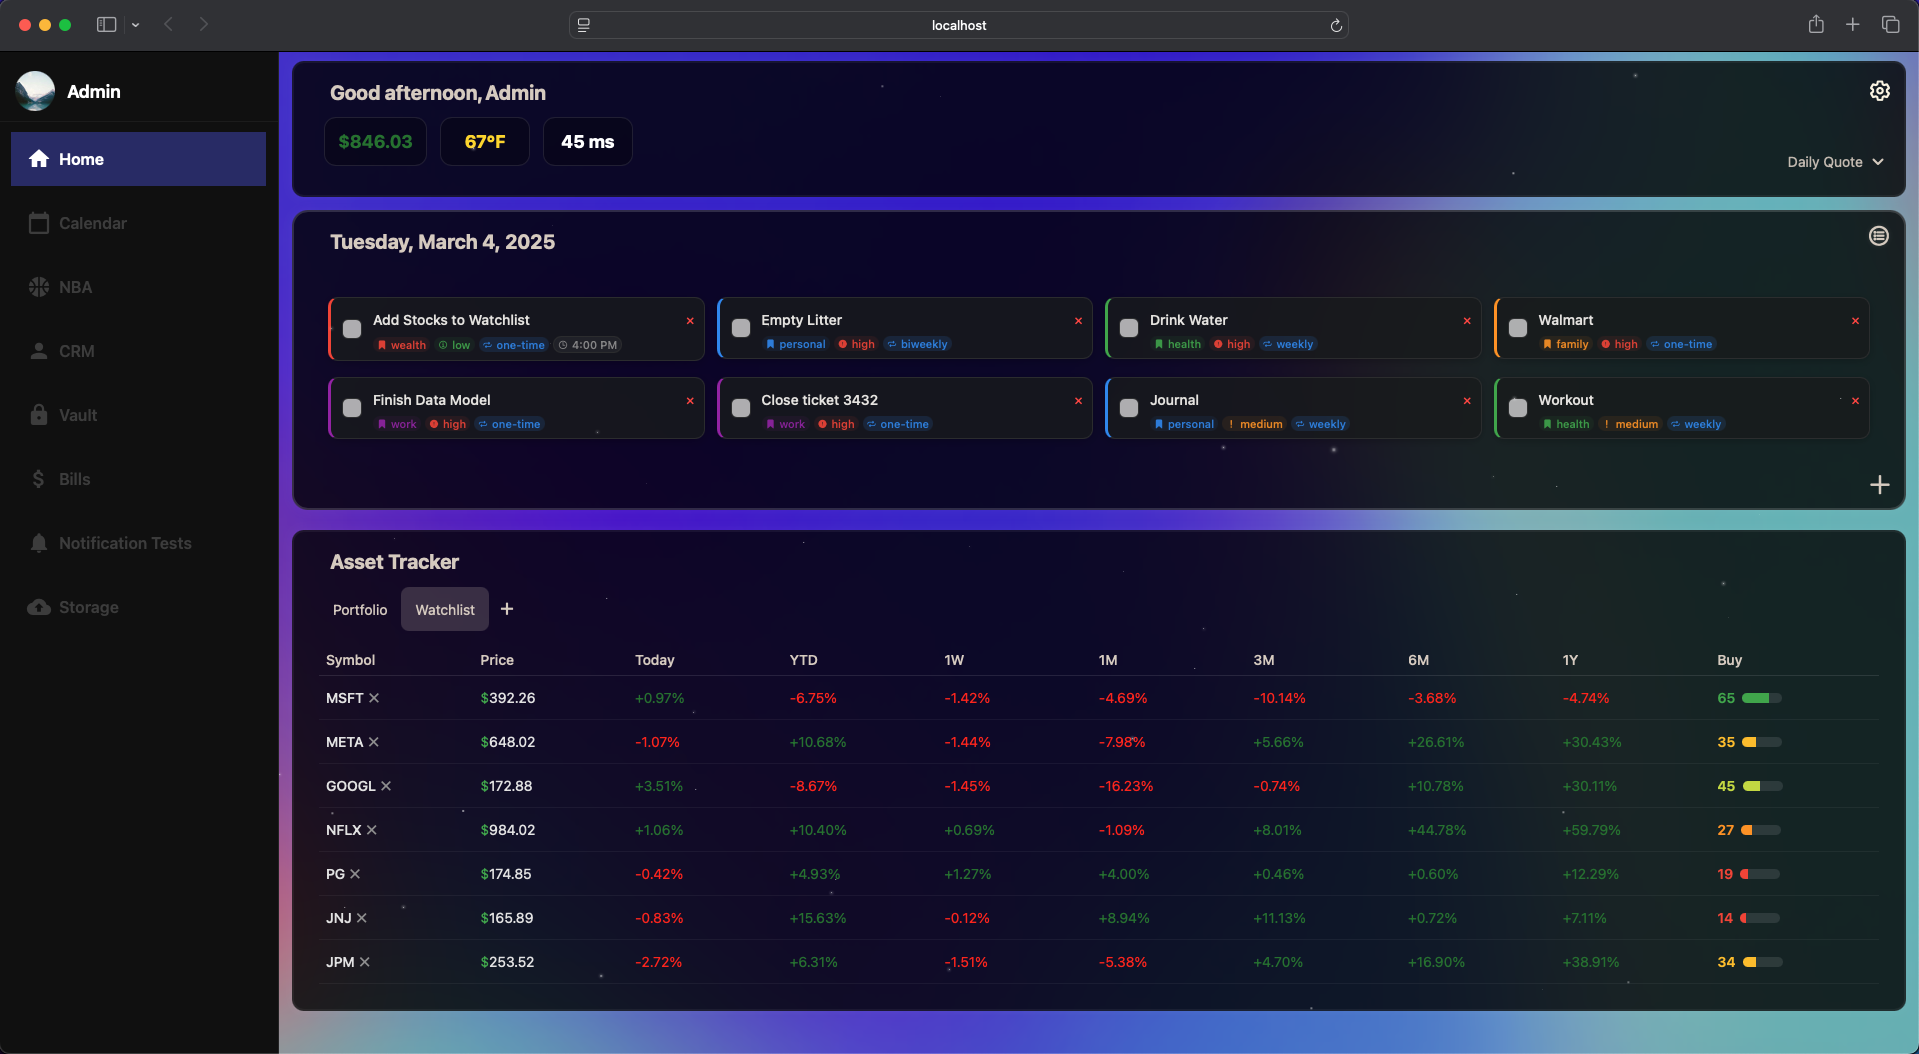 localhost
Admin
Home
Calendar
NBA
CRM
Vault
Bills
Notification Tests
Storage
Good afternoon, Admin
$846.03 67°F 45 ms
Daily Quote
Tuesday, March 4, 2025
Add Stocks to Watchlist
wealth low one-time 4:00 PM
Empty Litter
personal high biweekly
Drink Water
health high weekly
Walmart
family high one-time
Finish Data Model
work high one-time
Close ticket 3432
work high one-time
Journal
personal medium weekly
Workout
health medium weekly
Asset Tracker
Portfolio Watchlist
Symbol Price Today YTD 1W 1M 3M 6M 1Y Buy
MSFT $392.26 +0.97% -6.75% -1.42% -4.69% -10.14% -3.68% -4.74% 65
META $648.02 -1.07% +10.68% -1.44% -7.98% +5.66% +26.61% +30.43% 35
GOOGL $172.88 +3.51% -8.67% -1.45% -16.23% -0.74% +10.78% +30.11% 45
NFLX $984.02 +1.06% +10.40% +0.69% -1.09% +8.01% +44.78% +59.79% 27
PG $174.85 -0.42% +4.93% +1.27% +4.00% +0.46% +0.60% +12.29% 19
JNJ $165.89 -0.83% +15.63% -0.12% +8.94% +11.13% +0.72% +7.11% 14
JPM $253.52 -2.72% +6.31% -1.51% -5.38% +4.70% +16.90% +38.91% 34